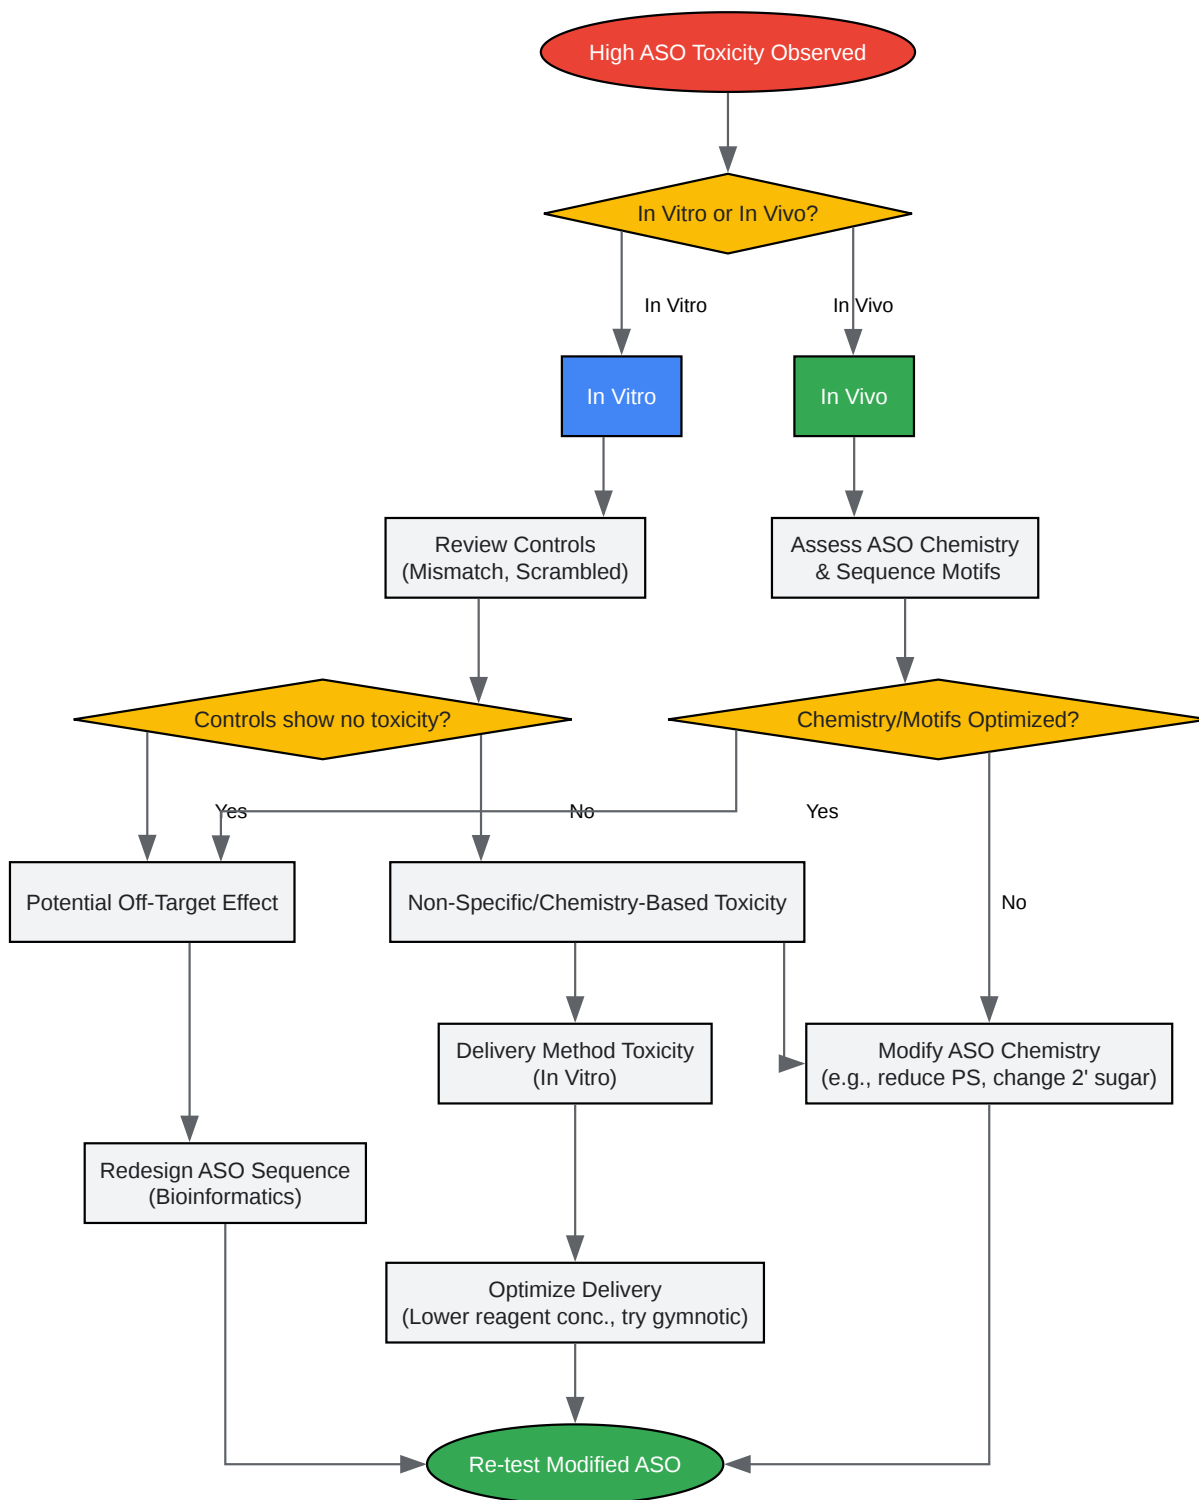 High ASO Toxicity Observed
In Vitro or In Vivo?
In Vitro
In Vivo
In Vitro
In Vivo
Review Controls
(Mismatch, Scrambled)
Assess ASO Chemistry
& Sequence Motifs
Controls show no toxicity?
Chemistry/Motifs Optimized?
Yes
No
Yes
Potential Off-Target Effect
Non-Specific/Chemistry-Based Toxicity
No
Delivery Method Toxicity
(In Vitro)
Modify ASO Chemistry
(e.g., reduce PS, change 2' sugar)
Redesign ASO Sequence
(Bioinformatics)
Optimize Delivery
(Lower reagent conc., try gymnotic)
Re-test Modified ASO